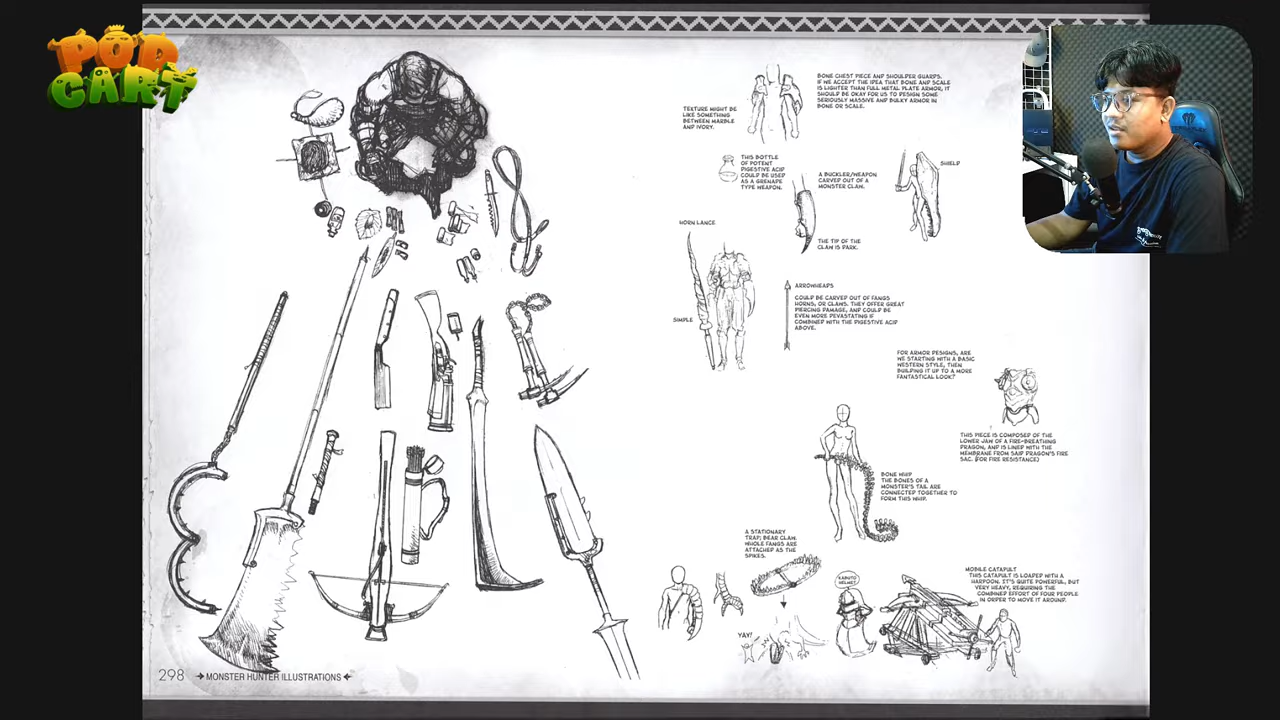 POD
CART
BONE CHEST PIECE AND SHOULDER GUARDS.
IF WE ACCEPT THE IDEA THAT BONE AND SCALE
IS LIGHTER THAN FULL METAL PLATE ARMOR, IT
SHOULD BE OKAY FOR US TO DESIGN SOME
SERIOUSLY MASSIVE AND BULKY ARMOR IN
BONE OR SCALE.
TEXTURE MIGHT BE
LIKE SOMETHING
BETWEEN MARBLE
AND IVORY.
THIS BOTTLE
OF POTENT
DIGESTIVE ACID
COULD BE USED
AS A GRENADE
TYPE WEAPON.
A BUCKLER/WEAPON
CARVED OUT OF A
MONSTER CLAW.
SHIELD
THE TIP OF THE
CLAW IS DARK.
HORN LANCE
SIMPLE
ARROWHEADS
COULD BE CARVED OUT OF FANGS
HORNS, OR CLAWS. THEY OFFER GREAT
PIERCING DAMAGE, AND COULD BE
EVEN MORE DEVASTATING IF
COMBINED WITH THE DIGESTIVE ACID
ABOVE.
FOR ARMOR DESIGNS, ARE
WE STARTING WITH A BASIC
WESTERN STYLE, THEN
BUILDING IT UP TO A MORE
FANTASTICAL LOOK?
THIS PIECE IS COMPOSED OF THE
LOWER JAW OF A FIRE-BREATHING
DRAGON, AND IS LINED WITH THE
MEMBRANE FROM SAID DRAGON'S FIRE
SAC. (FOR FIRE RESISTANCE)
BONE WHIP
THE BONES OF A
MONSTER'S TAIL ARE
CONNECTED TOGETHER TO
FORM THIS WHIP.
A STATIONARY
TRAP; BEAR CLAW.
WHOLE FANGS ARE
ATTACHED AS THE
SPIKES.
YAY!
KABUTO
HELMET
MOBILE CATAPULT
THIS CATAPULT IS LOADED WITH A
HARPOON. IT'S QUITE POWERFUL, BUT
VERY HEAVY, REQUIRING THE
COMBINED EFFORT OF FOUR PEOPLE
IN ORDER TO MOVE IT AROUND.
298 MONSTER HUNTER ILLUSTRATIONS